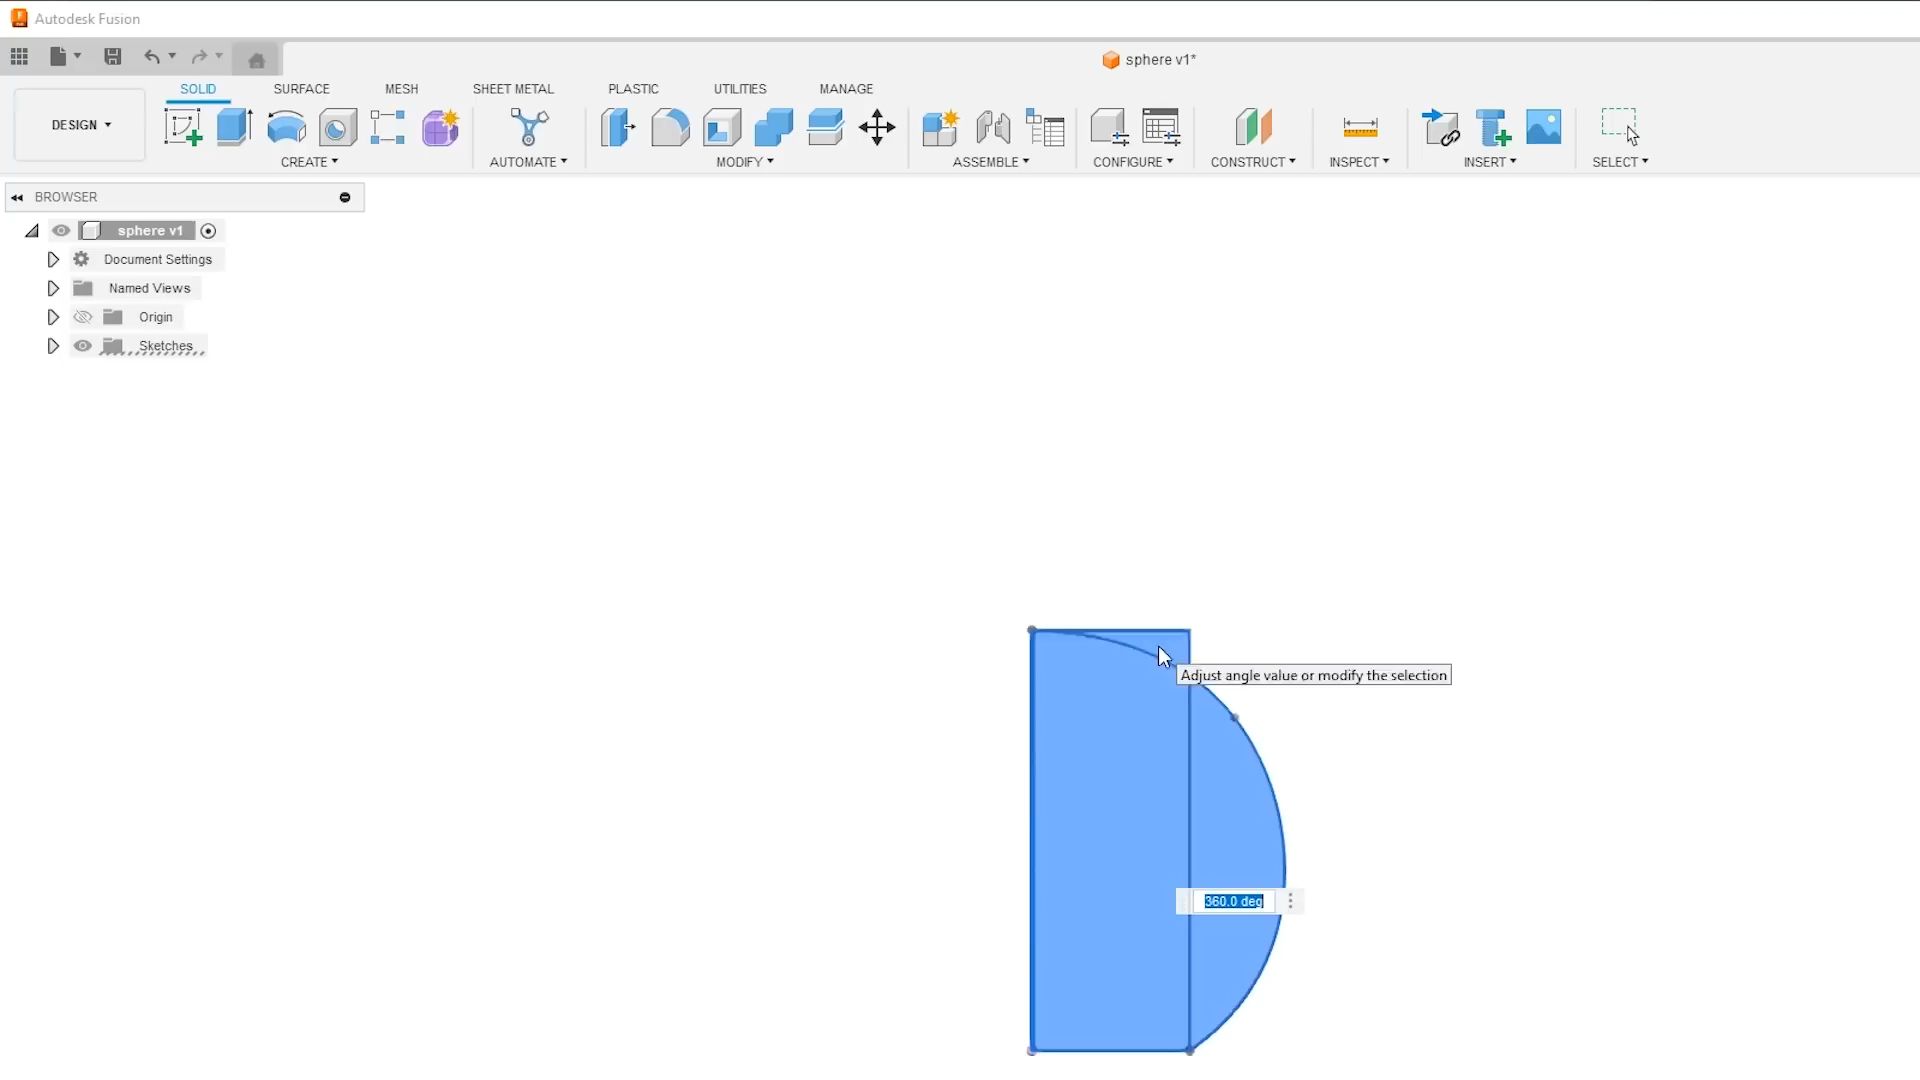 Autodesk Fusion
sphere v1*
SOLID SURFACE MESH SHEET METAL PLASTIC UTILITIES MANAGE
DESIGN
CREATE AUTOMATE MODIFY ASSEMBLE CONFIGURE CONSTRUCT INSPECT INSERT SELECT
BROWSER
sphere v1
Document Settings
Named Views
Origin
Sketches
Adjust angle value or modify the selection
360.0 deg